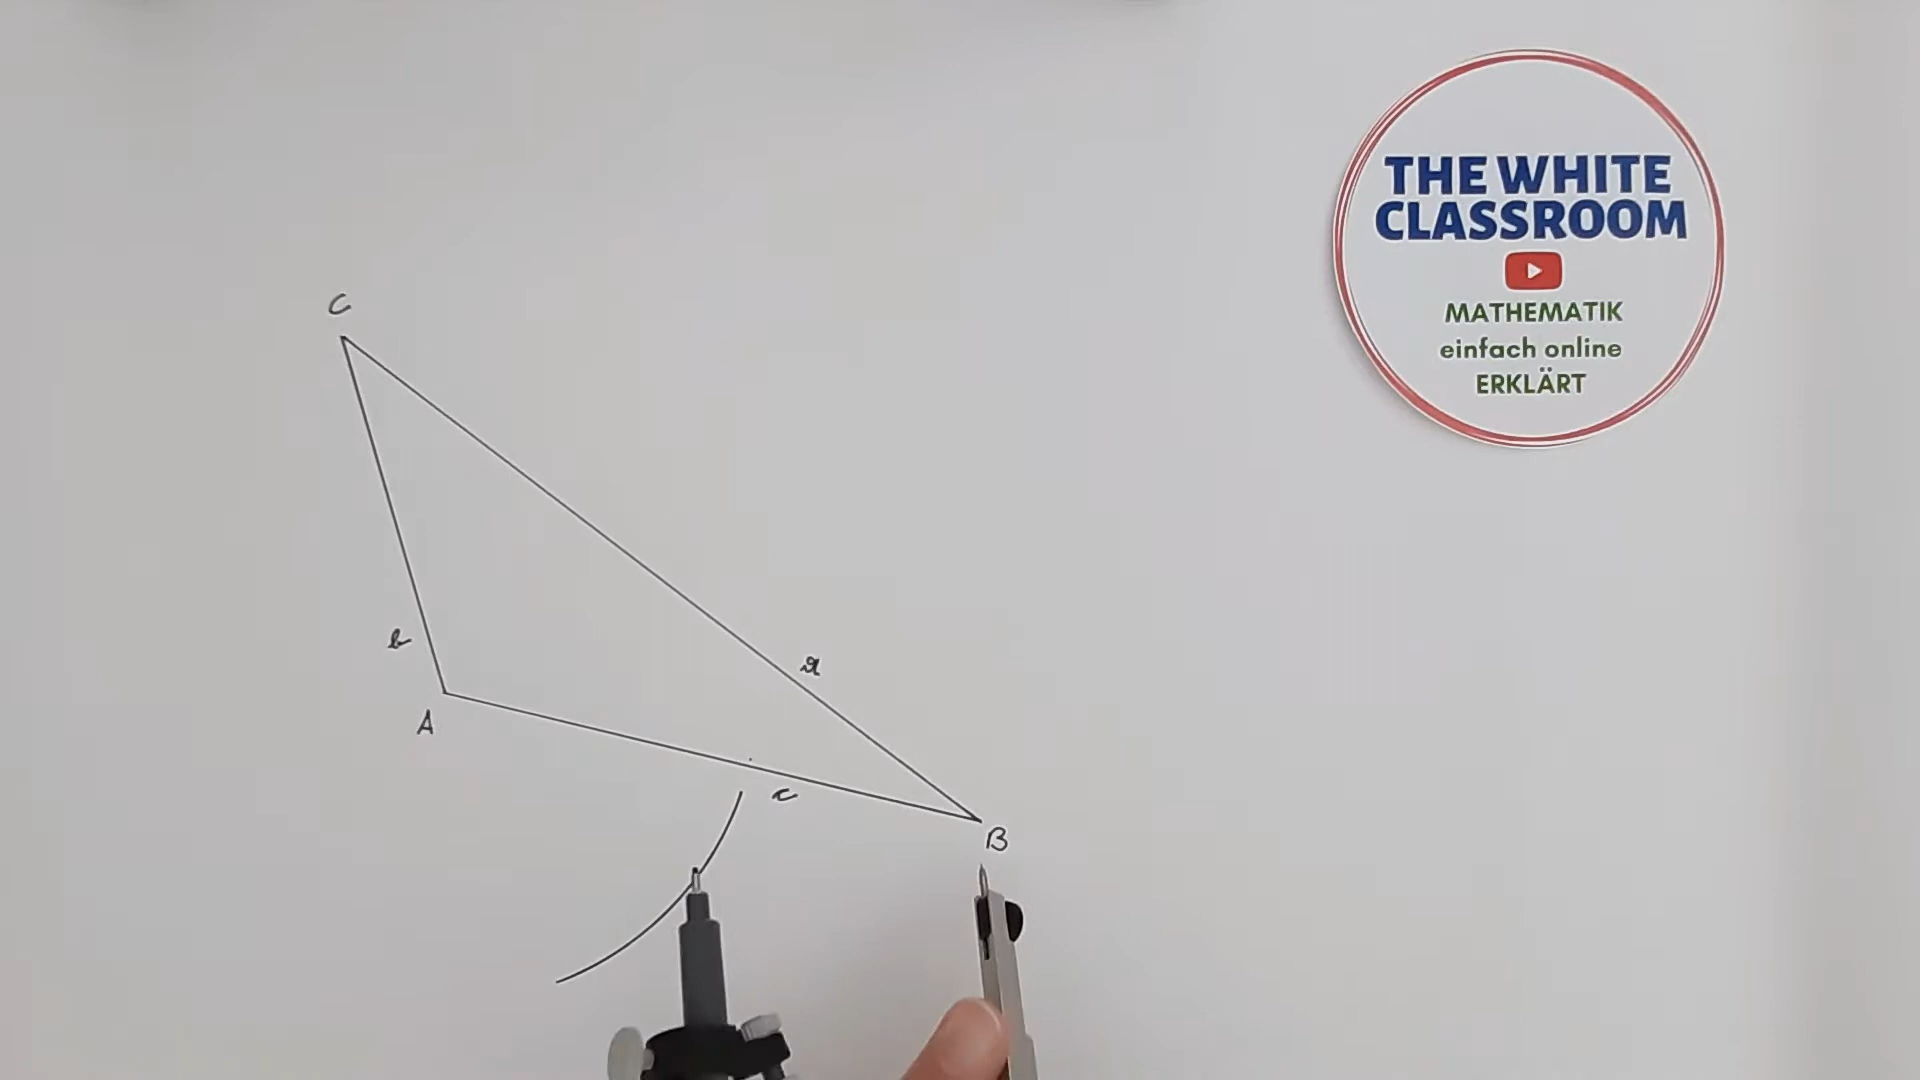 THE WHITE
CLASSROOM
MATHEMATIK
einfach online
ERKLÄRT
C
b
a
A
c
B